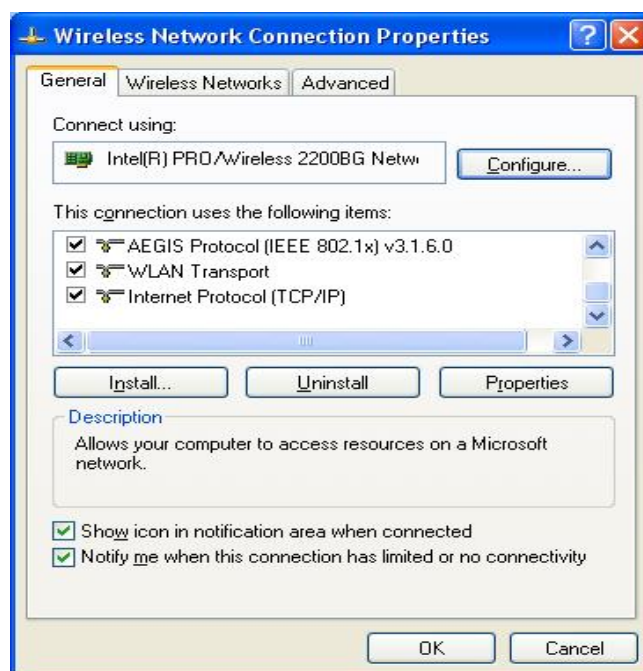 Wireless Network Connection Properties
General Wireless Networks Advanced
Connect using:
Intel(R) PRO/Wireless 2200BG Netw
Configure...
This connection uses the following items:
AEGIS Protocol (IEEE 802.1x) v3.1.6.0
WLAN Transport
Internet Protocol (TCP/IP)
Install... Uninstall Properties
Description
Allows your computer to access resources on a Microsoft
network.
Show icon in notification area when connected
Notify me when this connection has limited or no connectivity
OK Cancel